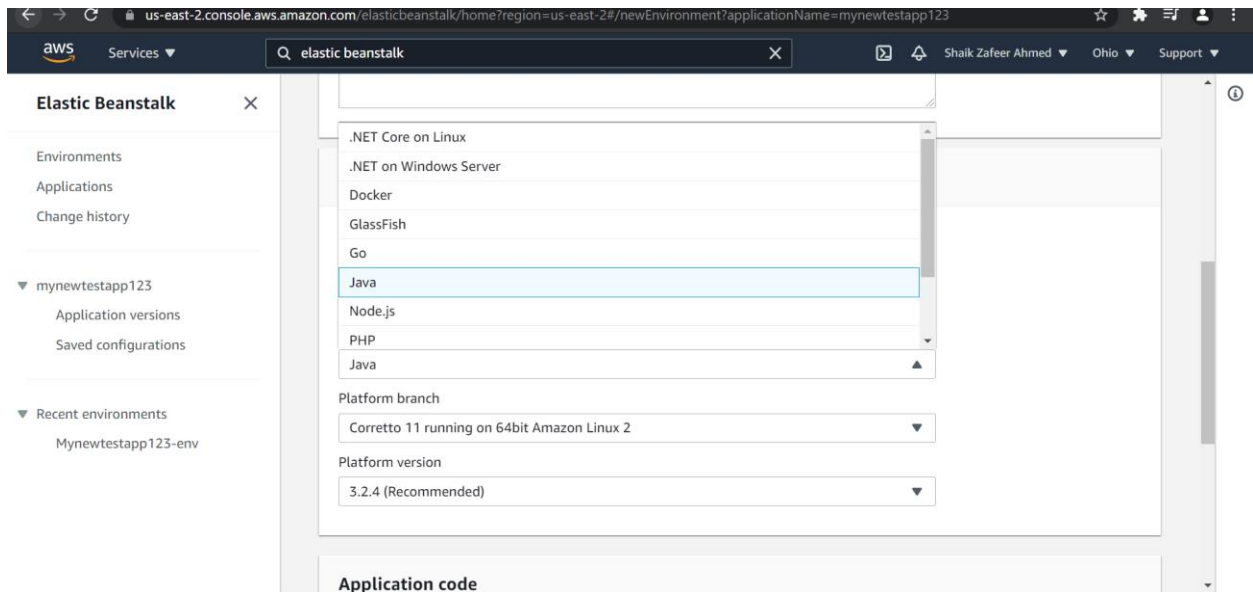 us-east-2.console.aws.amazon.com/elasticbeanstalk/home?region=us-east-2#/newEnvironment?applicationName=mynewtestapp123
aws Services elastic beanstalk Shaik Zafeer Ahmed Ohio Support
Elastic Beanstalk
Environments
Applications
Change history
mynewtestapp123
Application versions
Saved configurations
Recent environments
Mynewtestapp123-env
.NET Core on Linux
.NET on Windows Server
Docker
GlassFish
Go
Java
Node.js
PHP
Java
Platform branch
Corretto 11 running on 64bit Amazon Linux 2
Platform version
3.2.4 (Recommended)
Application code